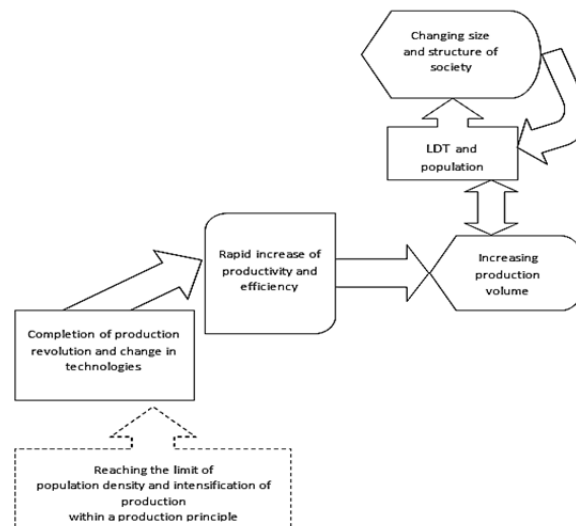 Changing size
and structure of
society
LDT and
population
Increasing
production
volume
Rapid increase of
productivity and
efficiency
Completion of production
revolution and change in
technologies
Reaching the limit of
population density and intensification of
production
within a production principle